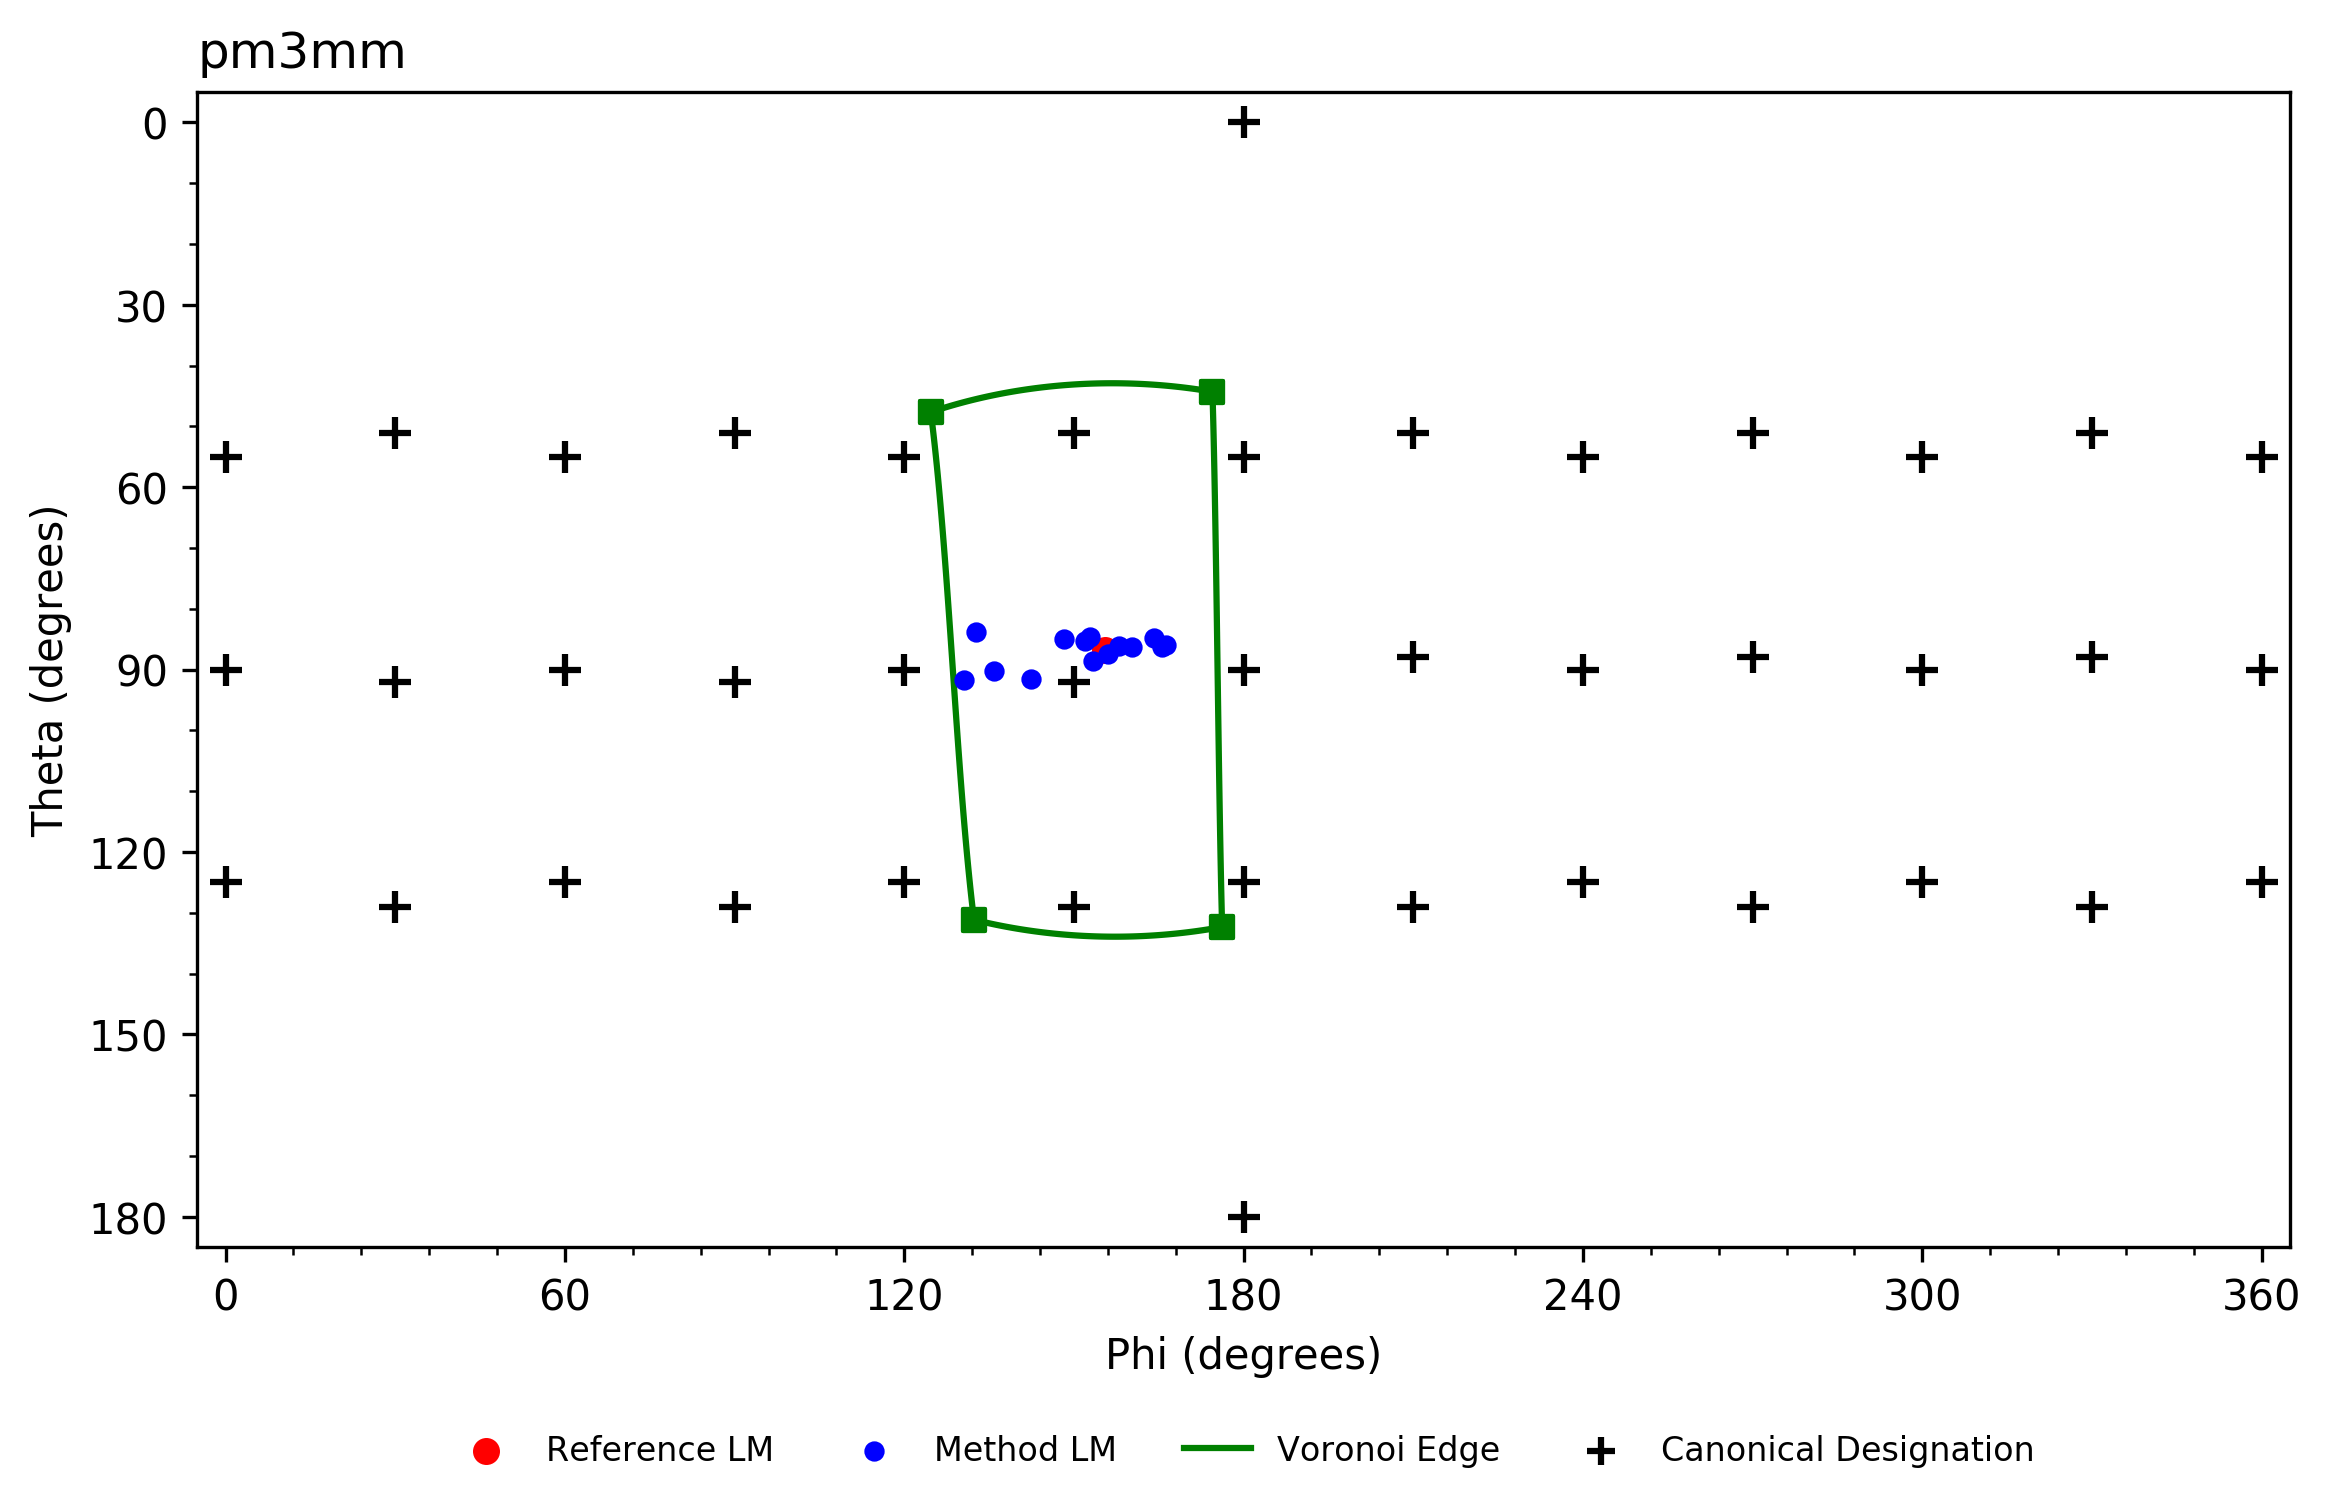 pm3mm
0
30
60
90
120
150
180
Theta (degrees)
0 60 120 180 240 300 360
Phi (degrees)
Reference LM Method LM Voronoi Edge Canonical Designation